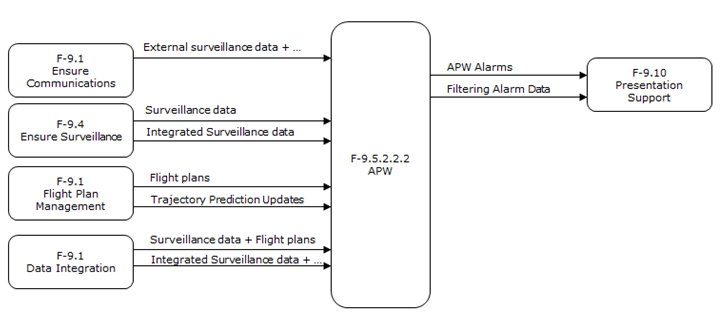 F-9.1
Ensure
Communications
External surveillance data + ...
F-9.4
Ensure Surveillance
Surveillance data
Integrated Surveillance data
F-9.1
Flight Plan
Management
Flight plans
Trajectory Prediction Updates
F-9.1
Data Integration
Surveillance data + Flight plans
Integrated Surveillance data + ...
F-9.5.2.2.2
APW
APW Alarms
Filtering Alarm Data
F-9.10
Presentation
Support